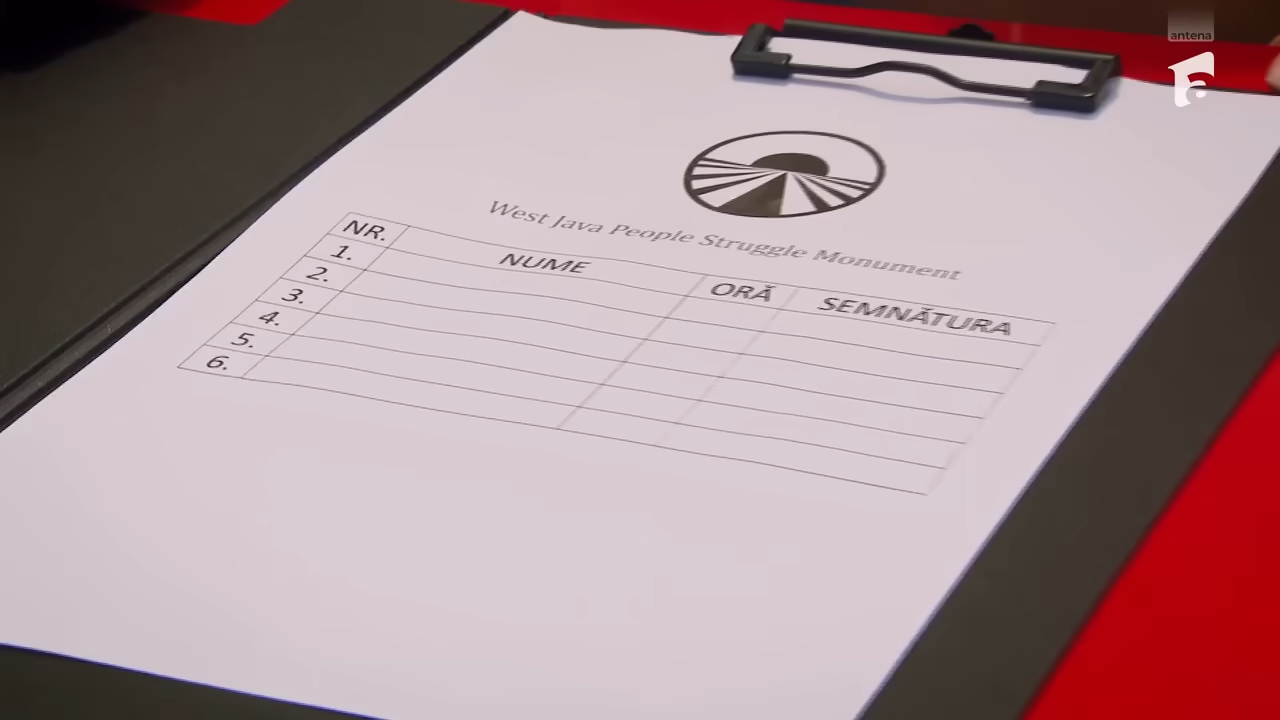 antena
West Java People Struggle Monument
NR. NUME ORĂ SEMNĂTURA
1.
2.
3.
4.
5.
6.